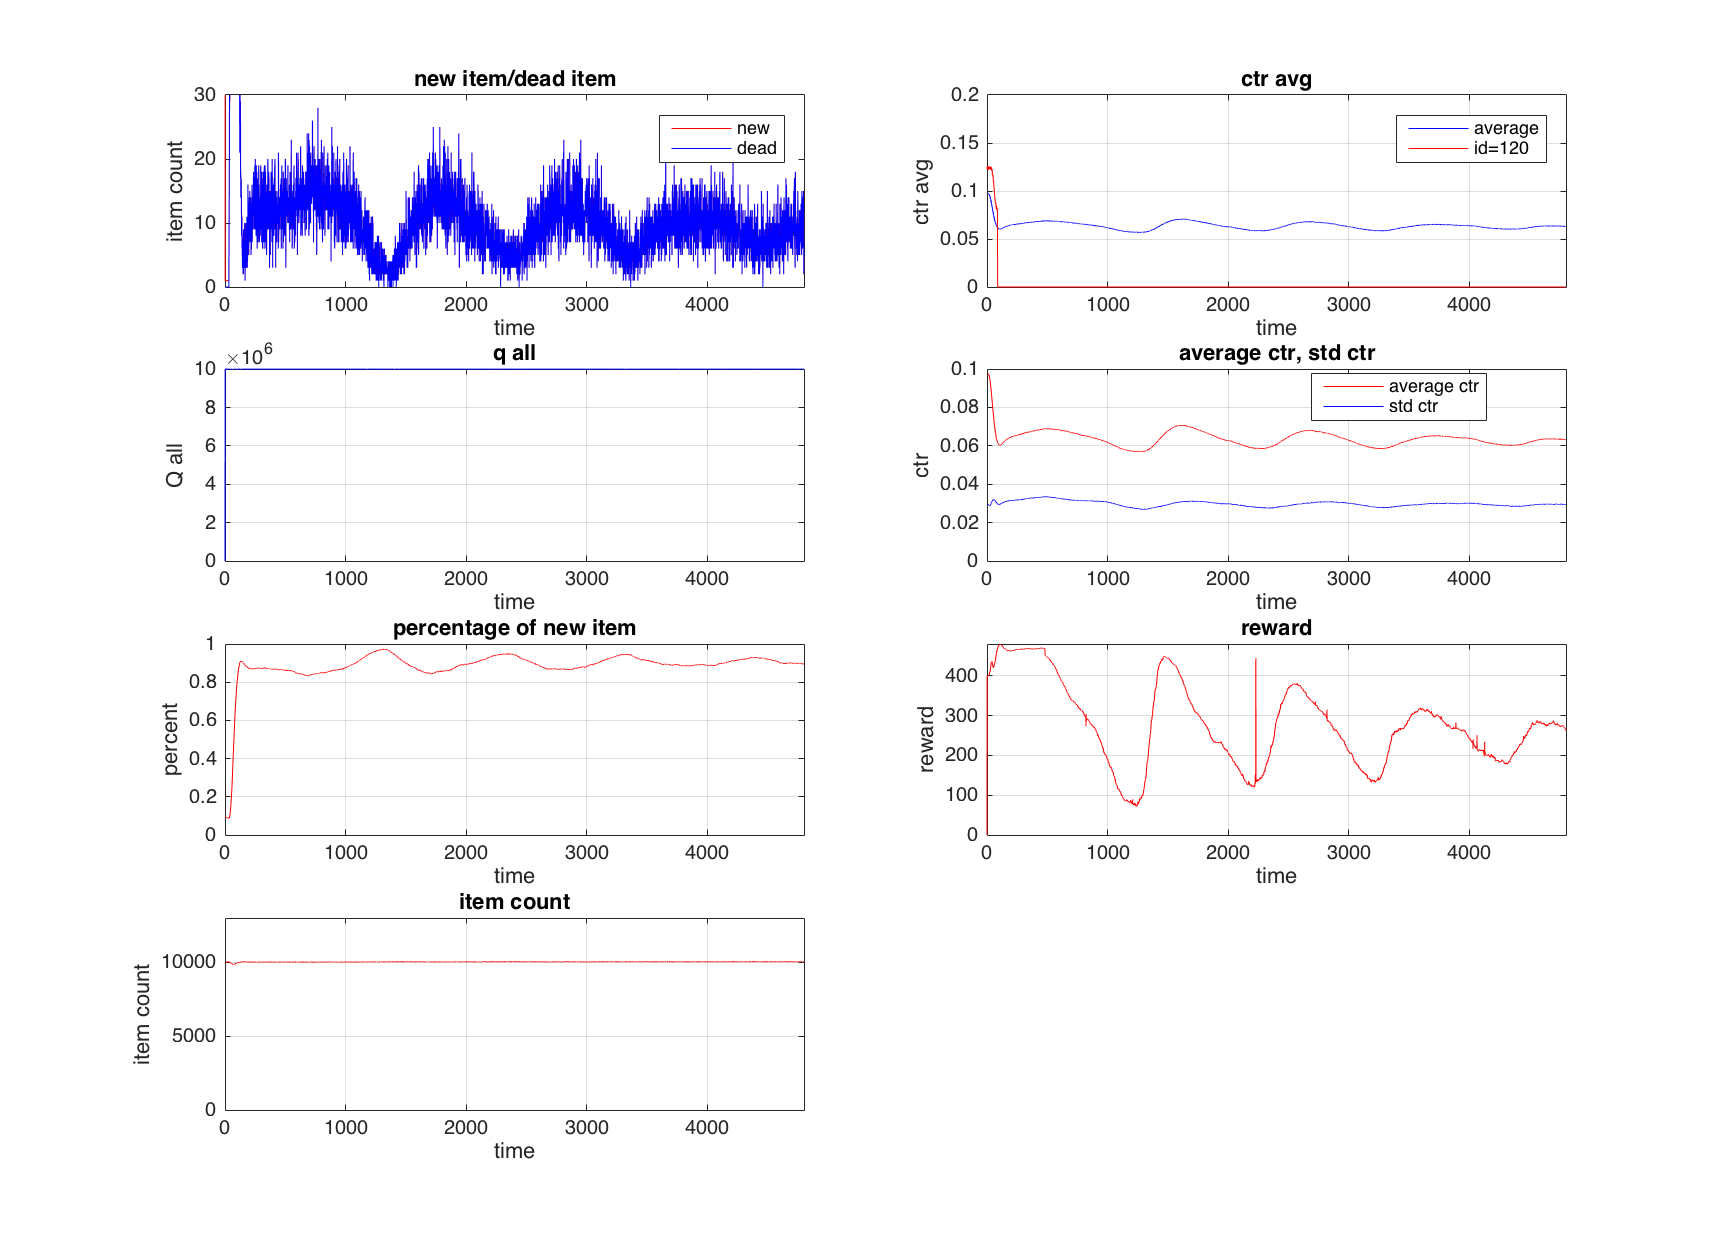 new item/dead item
30
20
10
0
item count
new
dead
0 1000 2000 3000 4000
time
ctr avg
0.2
0.15
0.1
0.05
0
ctr avg
average
id=120
0 1000 2000 3000 4000
time
q all
×10^6
10
8
6
4
2
0
Q all
0 1000 2000 3000 4000
time
average ctr, std ctr
0.1
0.08
0.06
0.04
0.02
0
ctr
average ctr
std ctr
0 1000 2000 3000 4000
time
percentage of new item
1
0.8
0.6
0.4
0.2
0
percent
0 1000 2000 3000 4000
time
reward
400
300
200
100
0
reward
0 1000 2000 3000 4000
time
item count
10000
5000
0
item count
0 1000 2000 3000 4000
time